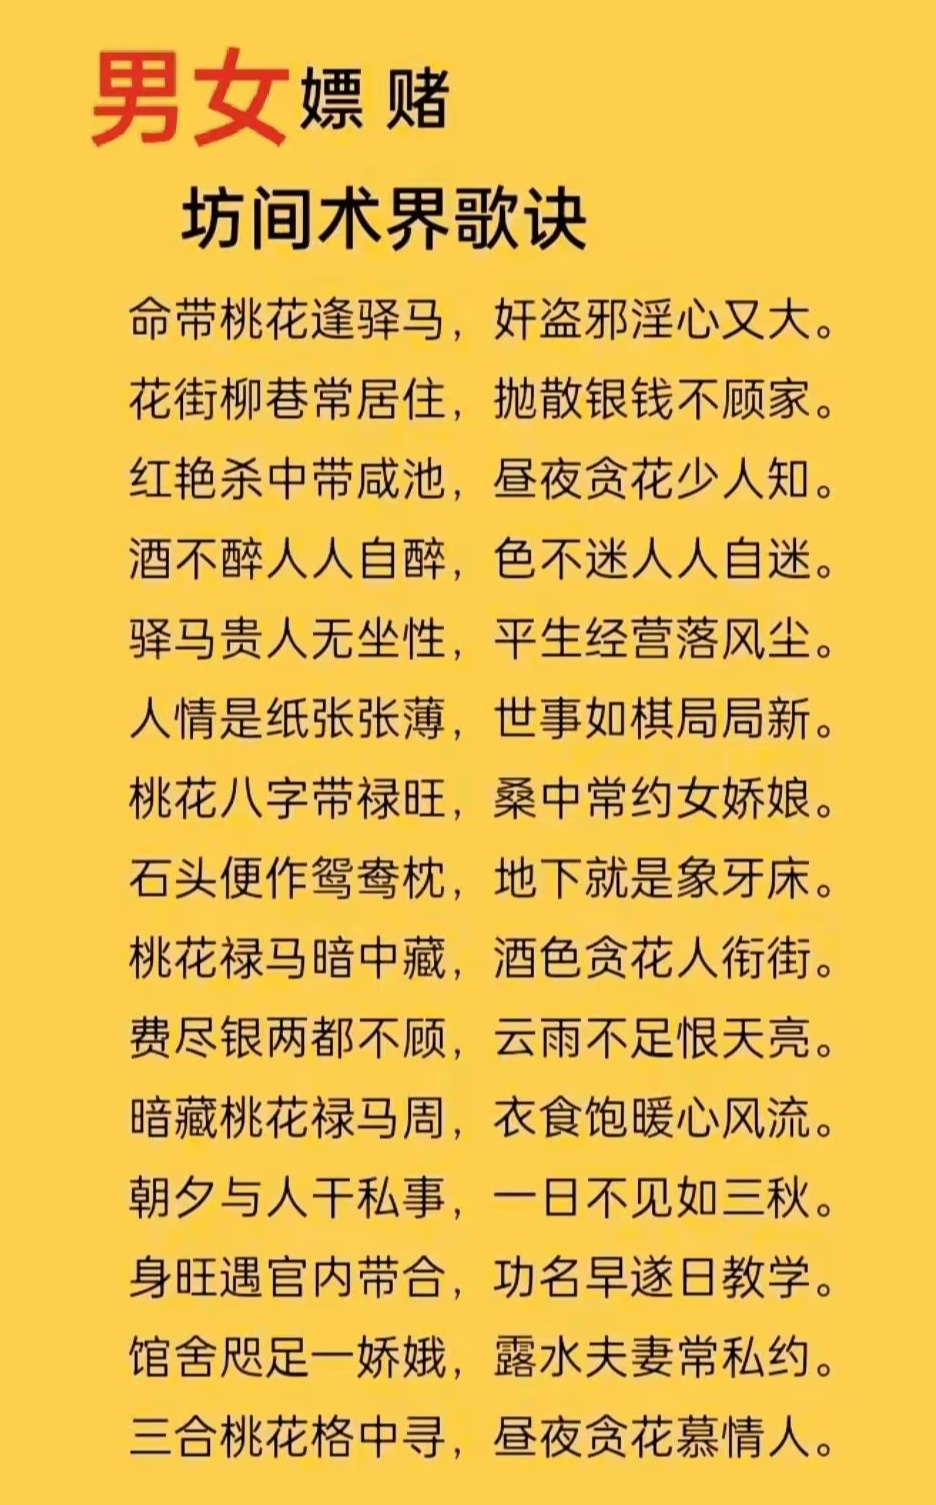 男女嫖 赌
坊间术界歌诀
命带桃花逢驿马，奸盗邪淫心又大。
花街柳巷常居住，抛散银钱不顾家。
红艳杀中带咸池，昼夜贪花少人知。
酒不醉人人自醉，色不迷人人自迷。
驿马贵人无坐性，平生经营落风尘。
人情是纸张张薄，世事如棋局局新。
桃花八字带禄旺，桑中常约女娇娘。
石头便作鸳鸯枕，地下就是象牙床。
桃花禄马暗中藏，酒色贪花人衔街。
费尽银两都不顾，云雨不足恨天亮。
暗藏桃花禄马周，衣食饱暖心风流。
朝夕与人干私事，一日不见如三秋。
身旺遇官内带合，功名早遂日教学。
馆舍咫足一娇娥，露水夫妻常私约。
三合桃花格中寻，昼夜贪花慕情人。